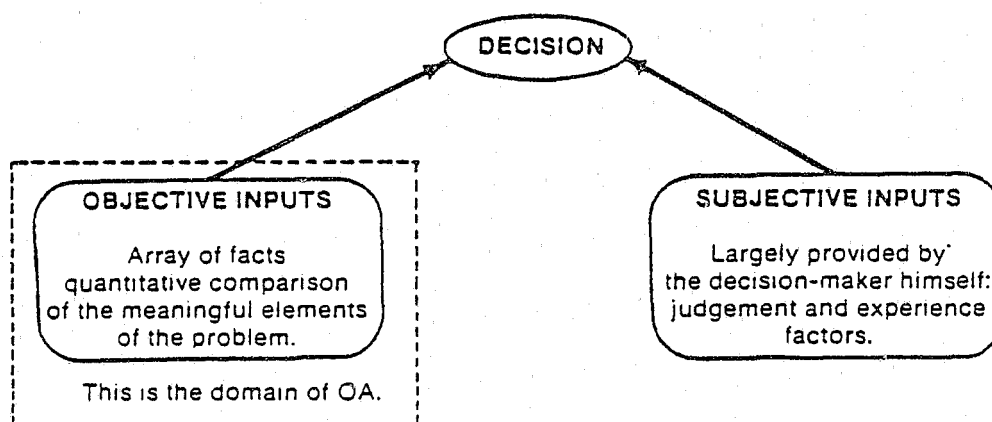 DECISION
OBJECTIVE INPUTS
Array of facts
quantitative comparison
of the meaningful elements
of the problem.
This is the domain of OA.
SUBJECTIVE INPUTS
Largely provided by
the decision-maker himself:
judgement and experience
factors.